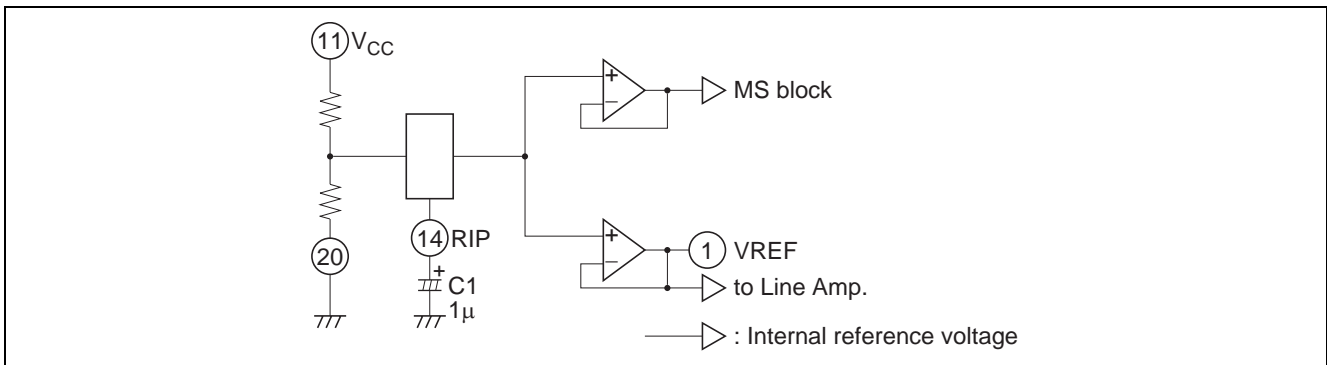 11 VCC
+
−
MS block
20
14 RIP
+
C1
1μ
+
−
1 VREF
to Line Amp.
: Internal reference voltage